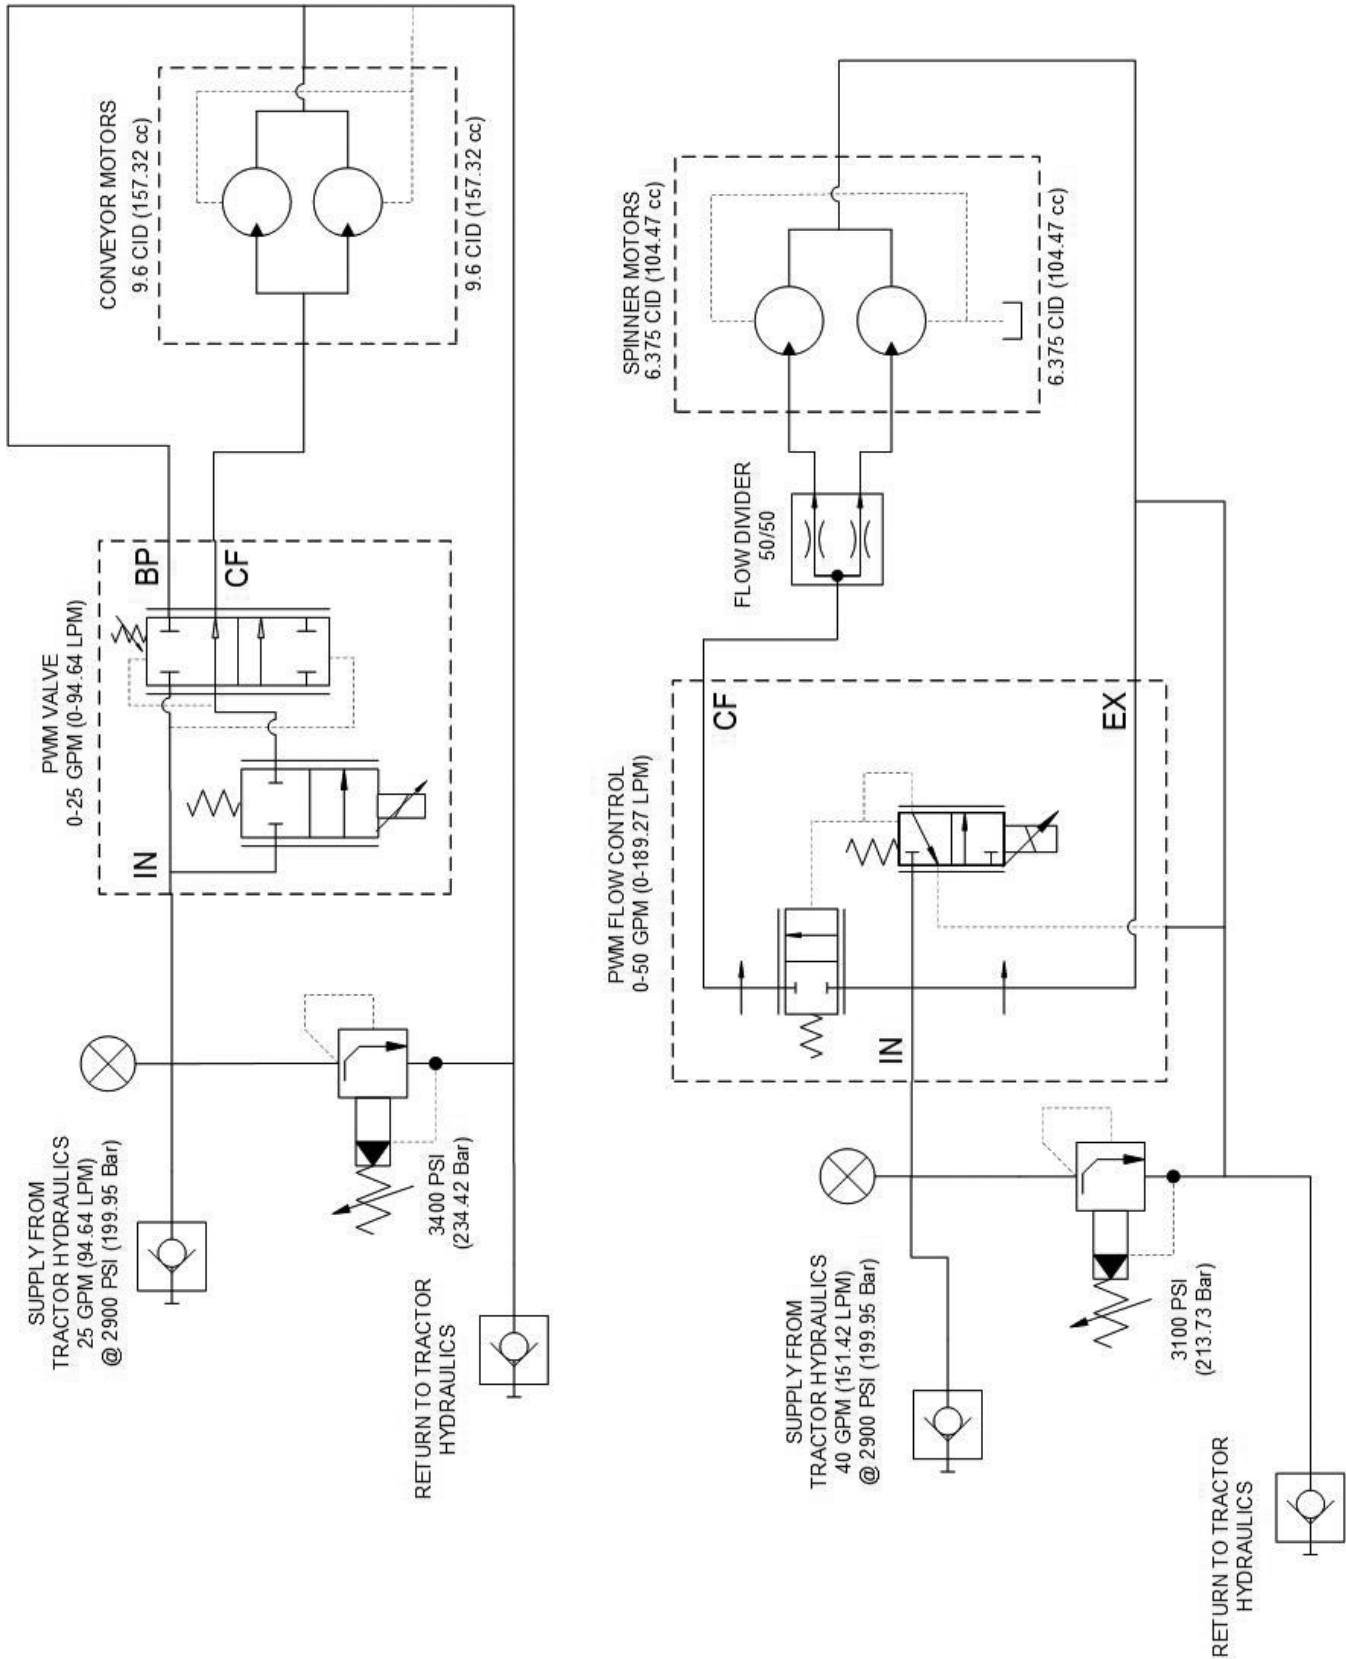 CONVEYOR MOTORS
9.6 CID (157.32 cc)
9.6 CID (157.32 cc)
PWM VALVE
0-25 GPM (0-94.64 LPM)
BP
CF
IN
SUPPLY FROM
TRACTOR HYDRAULICS
25 GPM (94.64 LPM)
@ 2900 PSI (199.95 Bar)
3400 PSI
(234.42 Bar)
RETURN TO TRACTOR
HYDRAULICS
SPINNER MOTORS
6.375 CID (104.47 cc)
6.375 CID (104.47 cc)
FLOW DIVIDER
50/50
PWM FLOW CONTROL
0-50 GPM (0-189.27 LPM)
CF
EX
IN
SUPPLY FROM
TRACTOR HYDRAULICS
40 GPM (151.42 LPM)
@ 2900 PSI (199.95 Bar)
3100 PSI
(213.73 Bar)
RETURN TO TRACTOR
HYDRAULICS